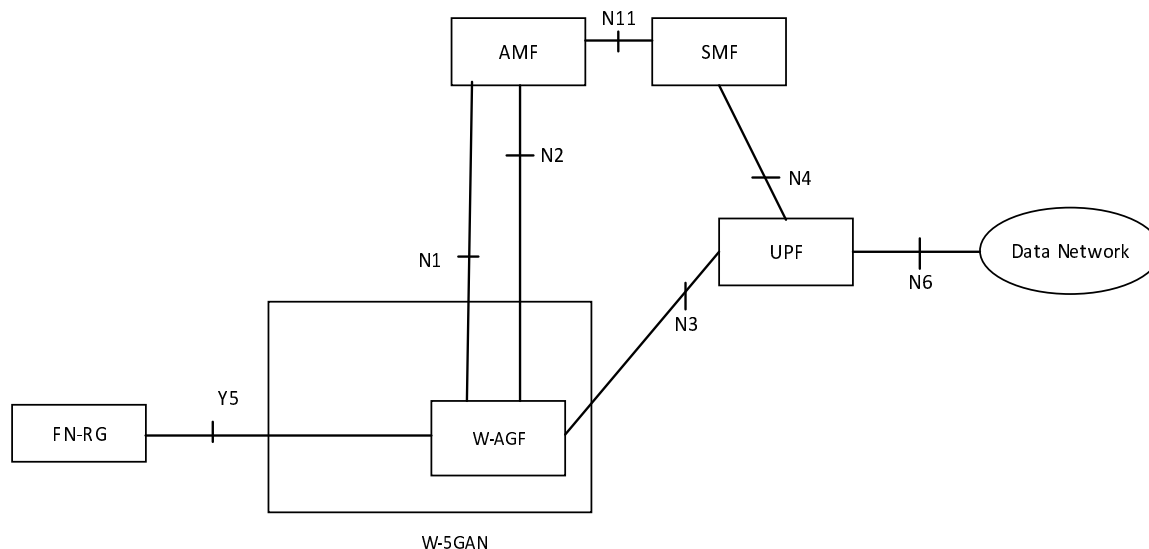 N11
AMF
SMF
N2
N4
N1
UPF
Data Network
N6
N3
Y5
FN-RG
W-AGF
W-5GAN